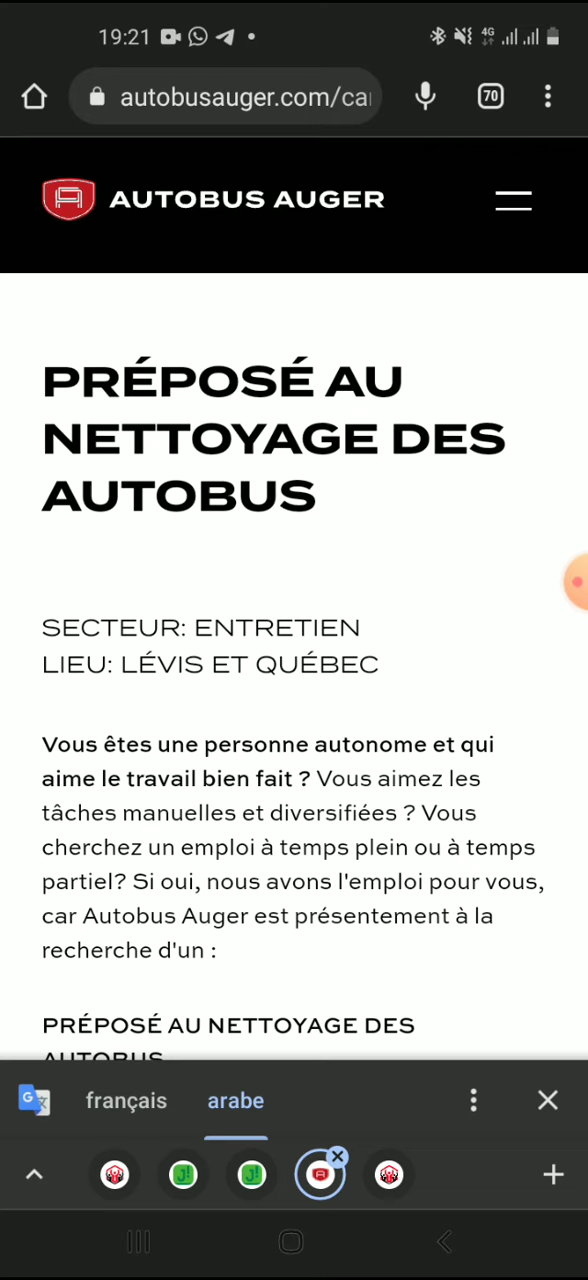 19:21
4G
autobusauger.com/ca
70
AUTOBUS AUGER
PRÉPOSÉ AU
NETTOYAGE DES
AUTOBUS
SECTEUR: ENTRETIEN
LIEU: LÉVIS ET QUÉBEC
Vous êtes une personne autonome et qui
aime le travail bien fait ? Vous aimez les
tâches manuelles et diversifiées ? Vous
cherchez un emploi à temps plein ou à temps
partiel? Si oui, nous avons l'emploi pour vous,
car Autobus Auger est présentement à la
recherche d'un :
PRÉPOSÉ AU NETTOYAGE DES
AUTOBUS
français arabe